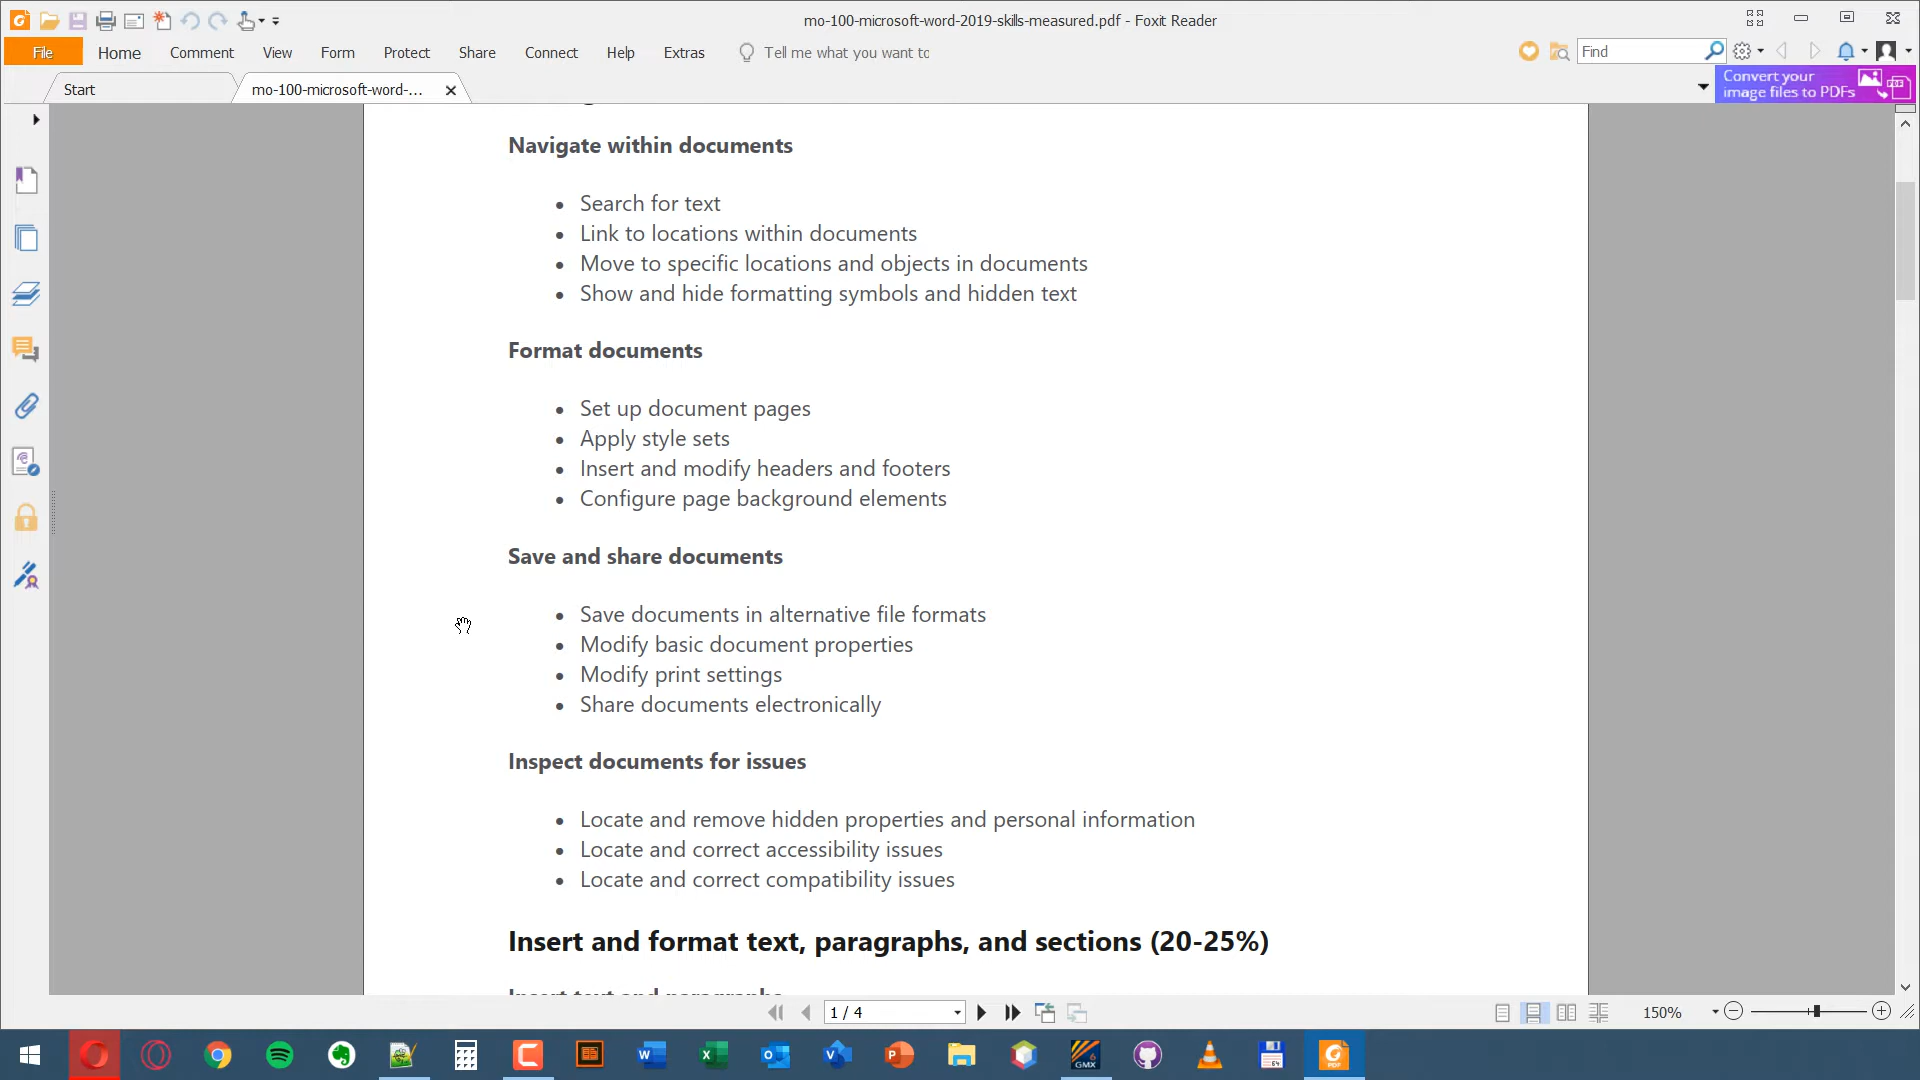 mo-100-microsoft-word-2019-skills-measured.pdf - Foxit Reader
File Home Comment View Form Protect Share Connect Help Extras Tell me what you want to Find
Start mo-100-microsoft-word-... Convert your
image files to PDFs
Navigate within documents
• Search for text
• Link to locations within documents
• Move to specific locations and objects in documents
• Show and hide formatting symbols and hidden text
Format documents
• Set up document pages
• Apply style sets
• Insert and modify headers and footers
• Configure page background elements
Save and share documents
• Save documents in alternative file formats
• Modify basic document properties
• Modify print settings
• Share documents electronically
Inspect documents for issues
• Locate and remove hidden properties and personal information
• Locate and correct accessibility issues
• Locate and correct compatibility issues
Insert and format text, paragraphs, and sections (20-25%)
1 / 4 150%
GMX